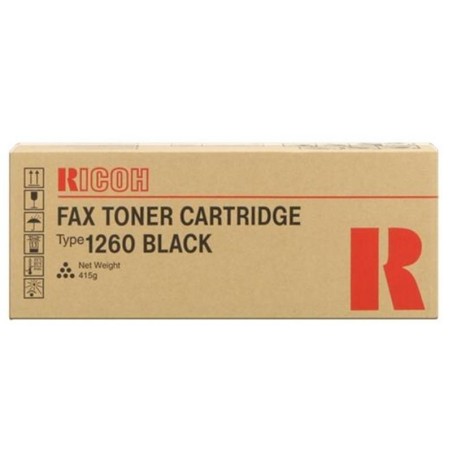 RICOH
FAX TONER CARTRIDGE
Type 1260 BLACK
Net Weight
415g
R